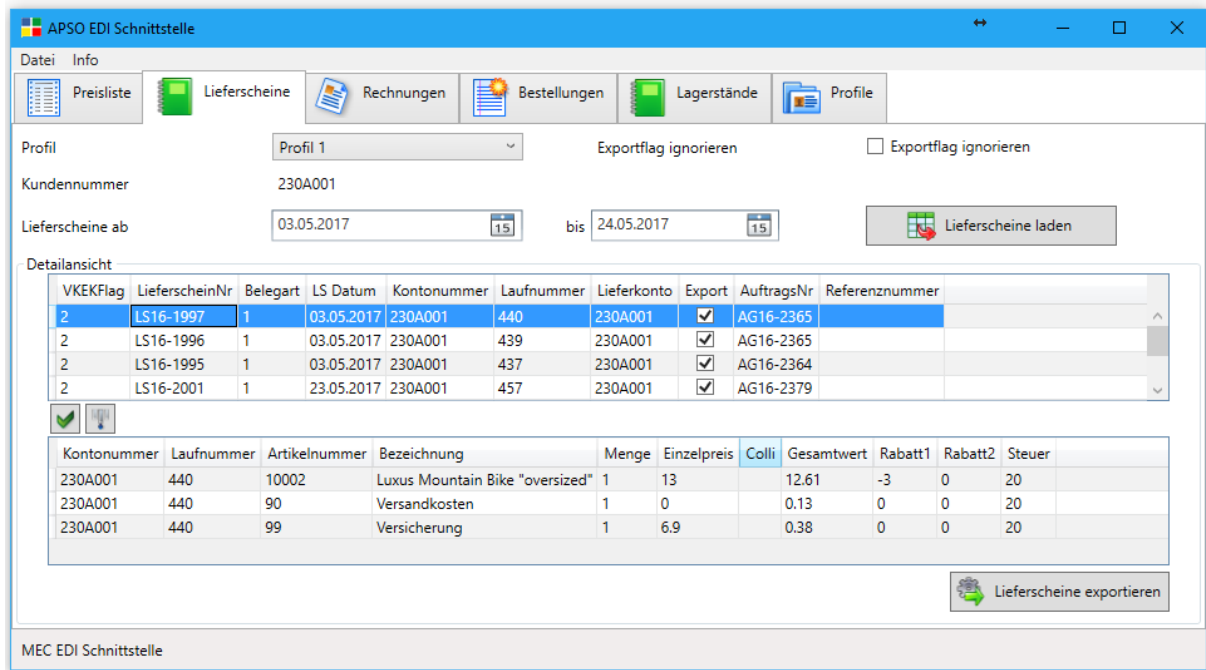 APSO EDI Schnittstelle
Datei Info
Preisliste Lieferscheine Rechnungen Bestellungen Lagerstände Profile
Profil Profil 1 Exportflag ignorieren Exportflag ignorieren
Kundennummer 230A001
Lieferscheine ab 03.05.2017 15 bis 24.05.2017 15 Lieferscheine laden
Detailansicht
VKEKFlag LieferscheinNr Belegart LS Datum Kontonummer Laufnummer Lieferkonto Export AuftragsNr Referenznummer
2 LS16-1997 1 03.05.2017 230A001 440 230A001 AG16-2365
2 LS16-1996 1 03.05.2017 230A001 439 230A001 AG16-2365
2 LS16-1995 1 03.05.2017 230A001 437 230A001 AG16-2364
2 LS16-2001 1 23.05.2017 230A001 457 230A001 AG16-2379
Kontonummer Laufnummer Artikelnummer Bezeichnung Menge Einzelpreis Colli Gesamtwert Rabatt1 Rabatt2 Steuer
230A001 440 10002 Luxus Mountain Bike "oversized" 1 13 12.61 -3 0 20
230A001 440 90 Versandkosten 1 0 0.13 0 0 20
230A001 440 99 Versicherung 1 6.9 0.38 0 0 20
Lieferscheine exportieren
MEC EDI Schnittstelle